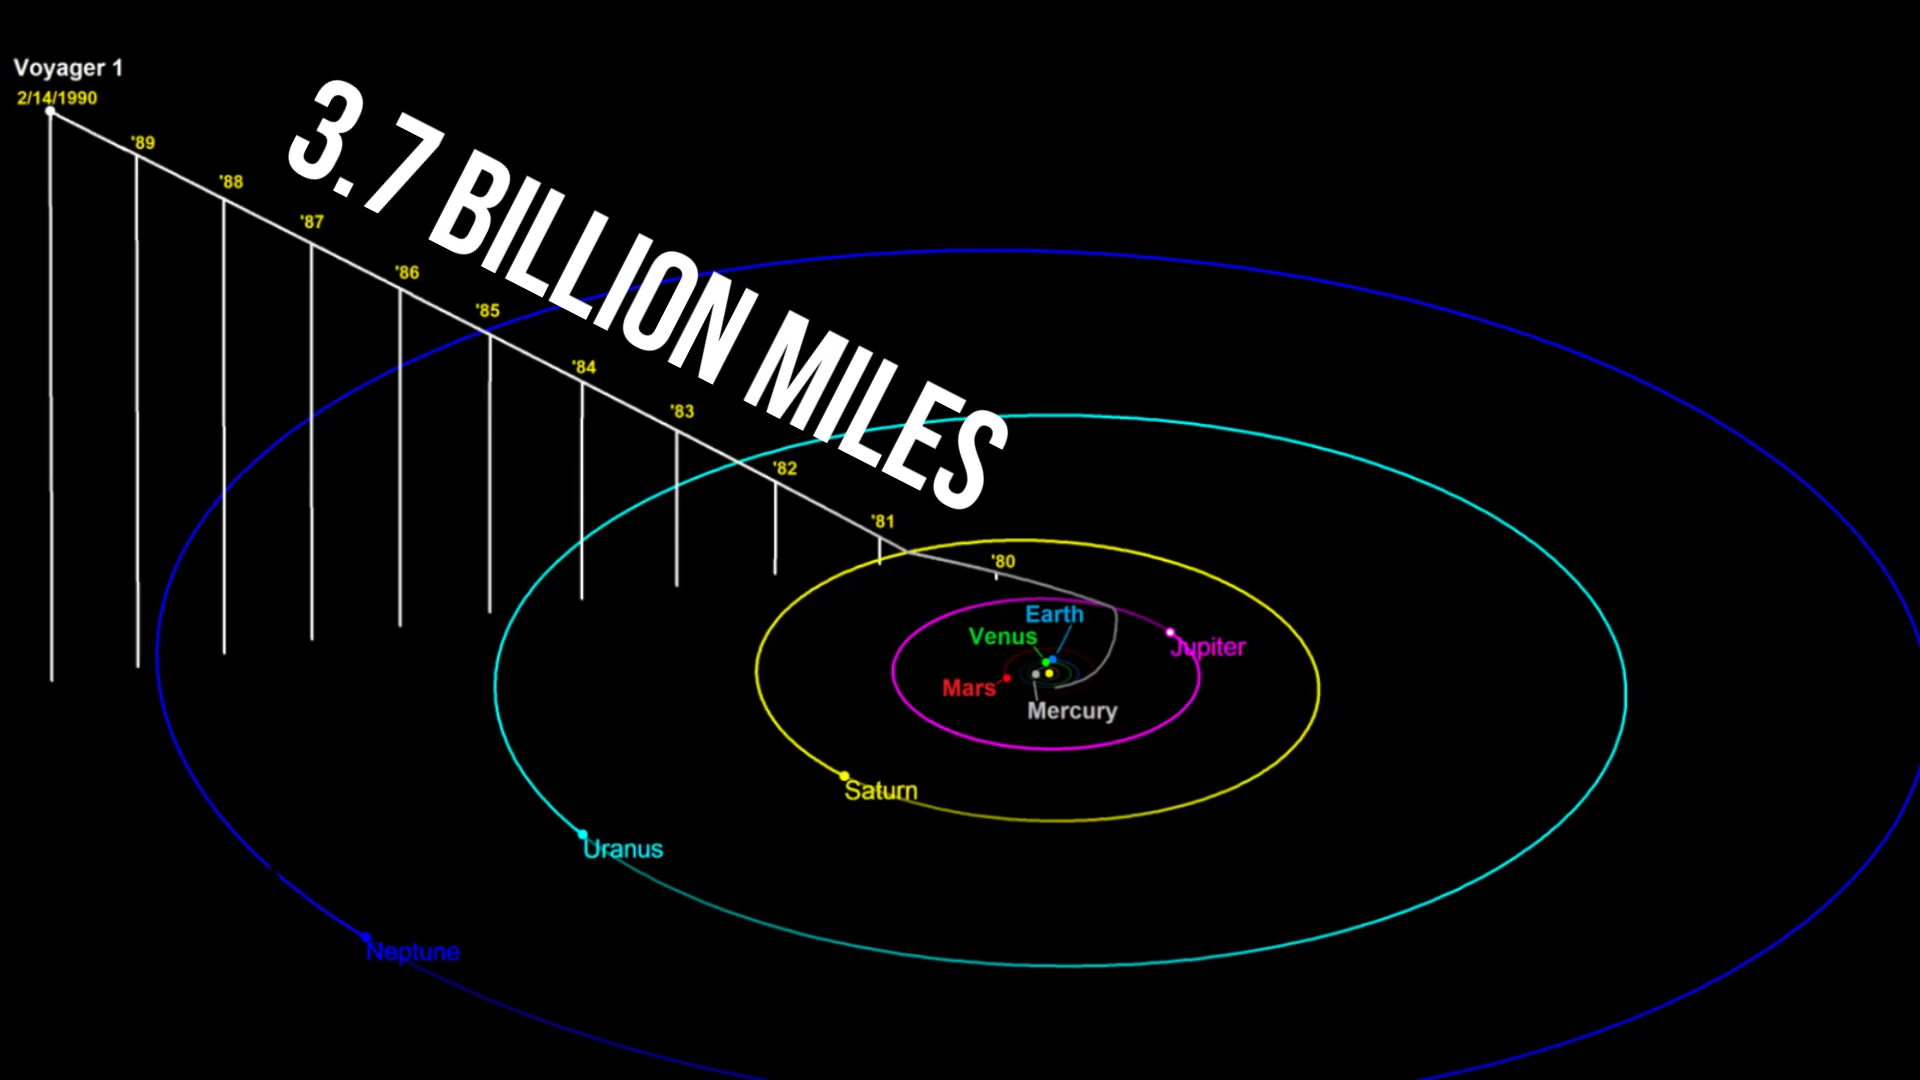 Voyager 1
2/14/1990
'89
'88
'87
'86
'85
'84
'83
'82
'81
'80
3.7 BILLION MILES
Earth
Venus
Jupiter
Mars
Mercury
Saturn
Uranus
Neptune